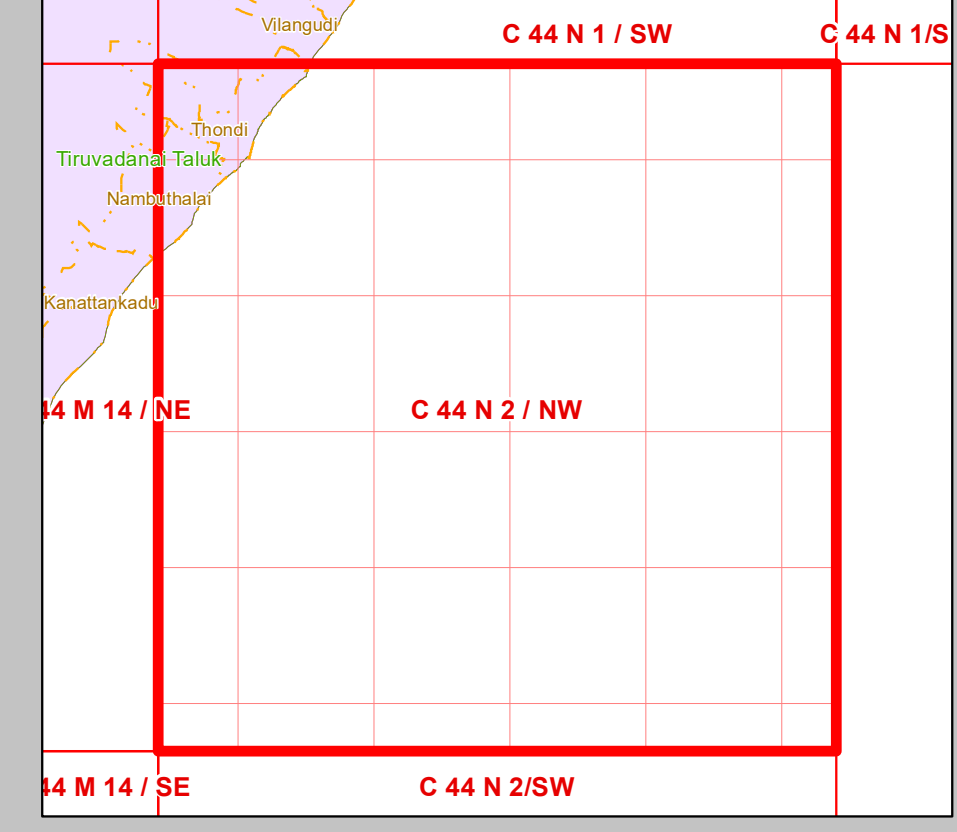 Vilangudi
C 44 N 1 / SW
C 44 N 1/S
Thondi
Tiruvadanai Taluk
Nambuthalai
Kanattankadu
44 M 14 / NE
C 44 N 2 / NW
44 M 14 / SE
C 44 N 2/SW